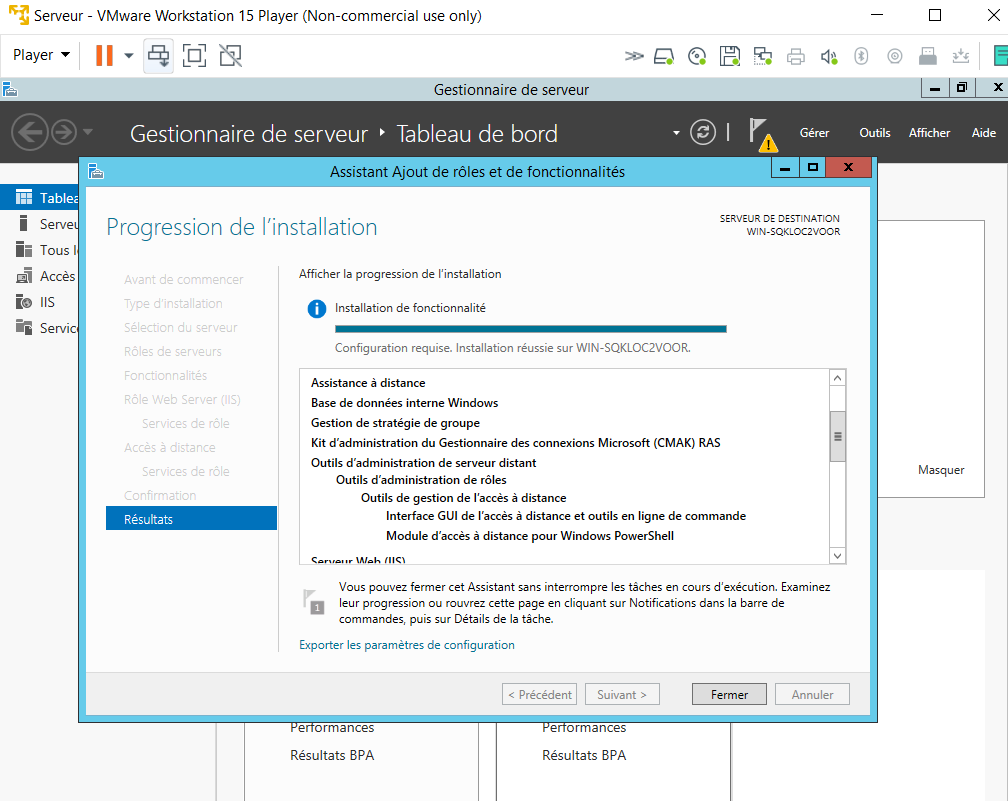 Serveur - VMware Workstation 15 Player (Non-commercial use only)
Player
Gestionnaire de serveur
Gestionnaire de serveur Tableau de bord
Gérer Outils Afficher Aide
Assistant Ajout de rôles et de fonctionnalités
Progression de l'installation
SERVEUR DE DESTINATION
WIN-SQKLOC2VOOR
Tous
Accès
IIS
Avant de commencer
Type d'installation
Sélection du serveur
Rôles de serveurs
Fonctionnalités
Rôle Web Server (IIS)
Services de rôle
Accès à distance
Services de rôle
Confirmation
Résultats
Afficher la progression de l'installation
Installation de fonctionnalité
Configuration requise. Installation réussie sur WIN-SQKLOC2VOOR.
Assistance à distance
Base de données interne Windows
Gestion de stratégie de groupe
Kit d'administration du Gestionnaire des connexions Microsoft (CMAK) RAS
Outils d'administration de serveur distant
Outils d'administration de rôles
Outils de gestion de l'accès à distance
Interface GUI de l'accès à distance et outils en ligne de commande
Module d'accès à distance pour Windows PowerShell
Serveur Web (IIS)
Masquer
1
Vous pouvez fermer cet Assistant sans interrompre les tâches en cours d'exécution. Examinez
leur progression ou rouvrez cette page en cliquant sur Notifications dans la barre de
commandes, puis sur Détails de la tâche.
Exporter les paramètres de configuration
< Précédent Suivant > Fermer Annuler
Performances Performances
Résultats BPA Résultats BPA